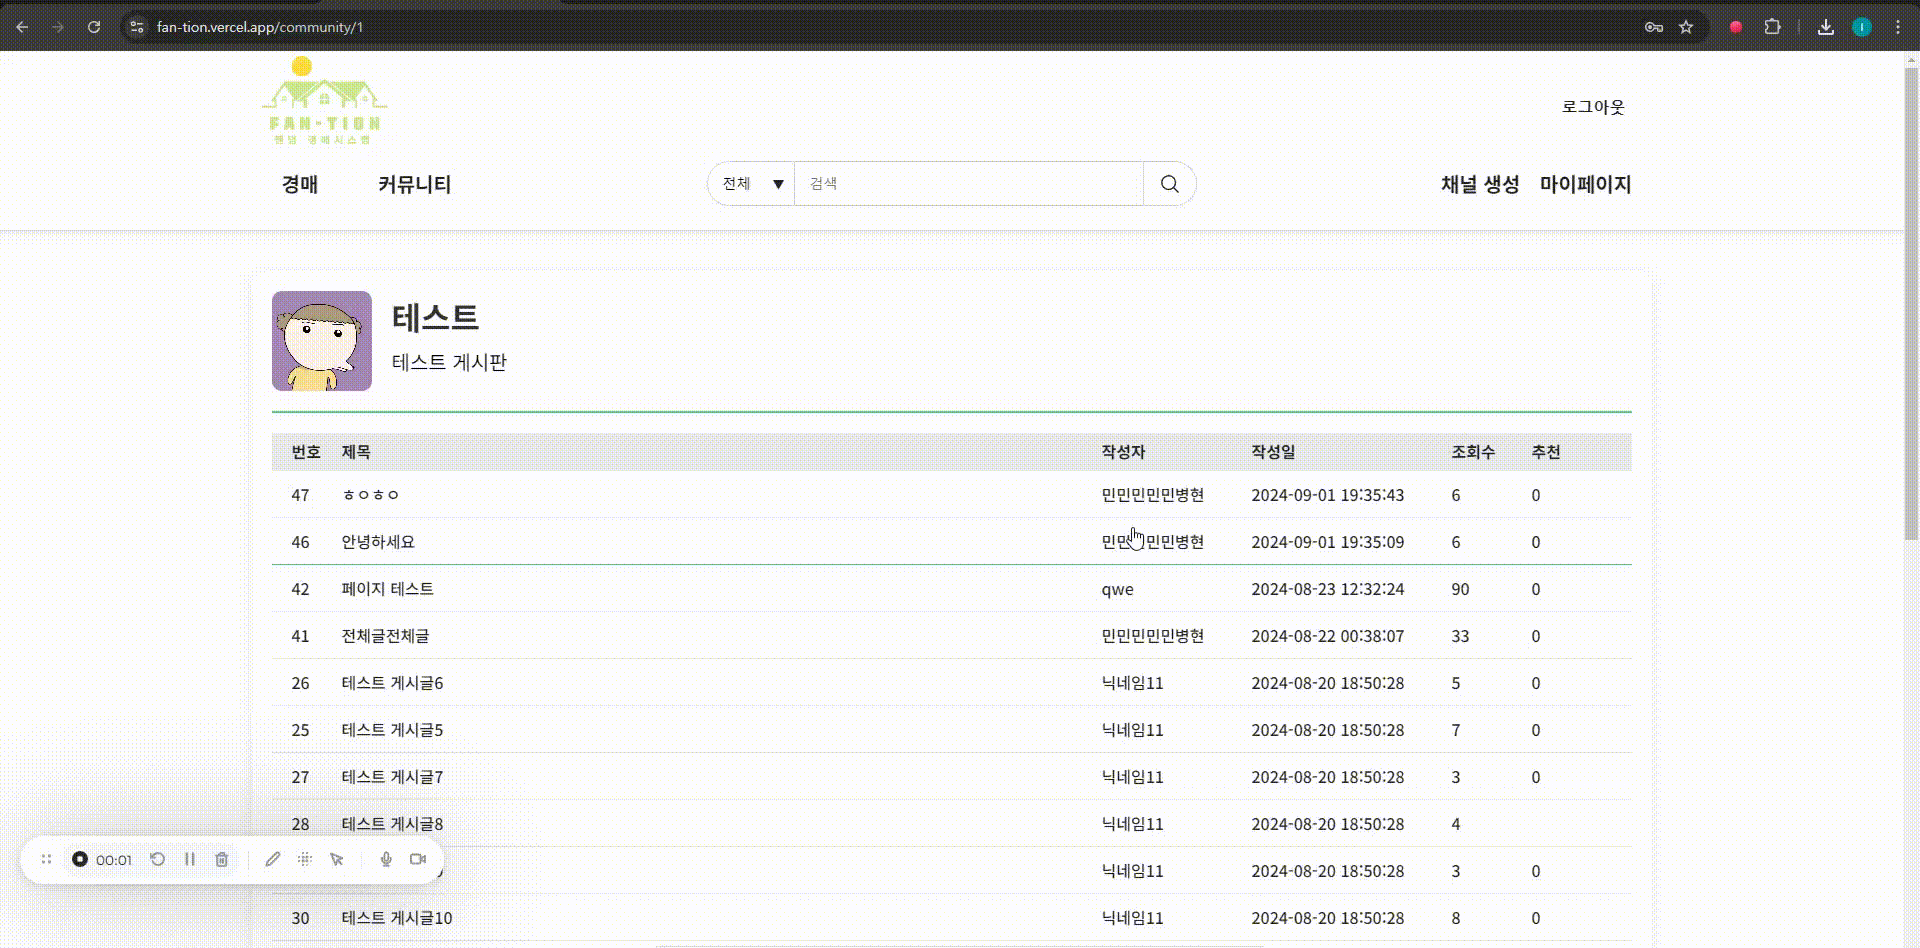 fan-tion.vercel.app/community/1
FAN-TION
로그아웃
경매 커뮤니티 전체 ▼ 검색 채널 생성 마이페이지
테스트
테스트 게시판
번호 제목 작성자 작성일 조회수 추천
47 ㅎㅇㅎㅇ 민민민민민병현 2024-09-01 19:35:43 6 0
46 안녕하세요 민민민민병현 2024-09-01 19:35:09 6 0
42 페이지 테스트 qwe 2024-08-23 12:32:24 90 0
41 전체글전체글 민민민민민병현 2024-08-22 00:38:07 33 0
26 테스트 게시글6 닉네임11 2024-08-20 18:50:28 5 0
25 테스트 게시글5 닉네임11 2024-08-20 18:50:28 7 0
27 테스트 게시글7 닉네임11 2024-08-20 18:50:28 3 0
28 테스트 게시글8 닉네임11 2024-08-20 18:50:28 4
00:01
닉네임11 2024-08-20 18:50:28 3 0
30 테스트 게시글10 닉네임11 2024-08-20 18:50:28 8 0